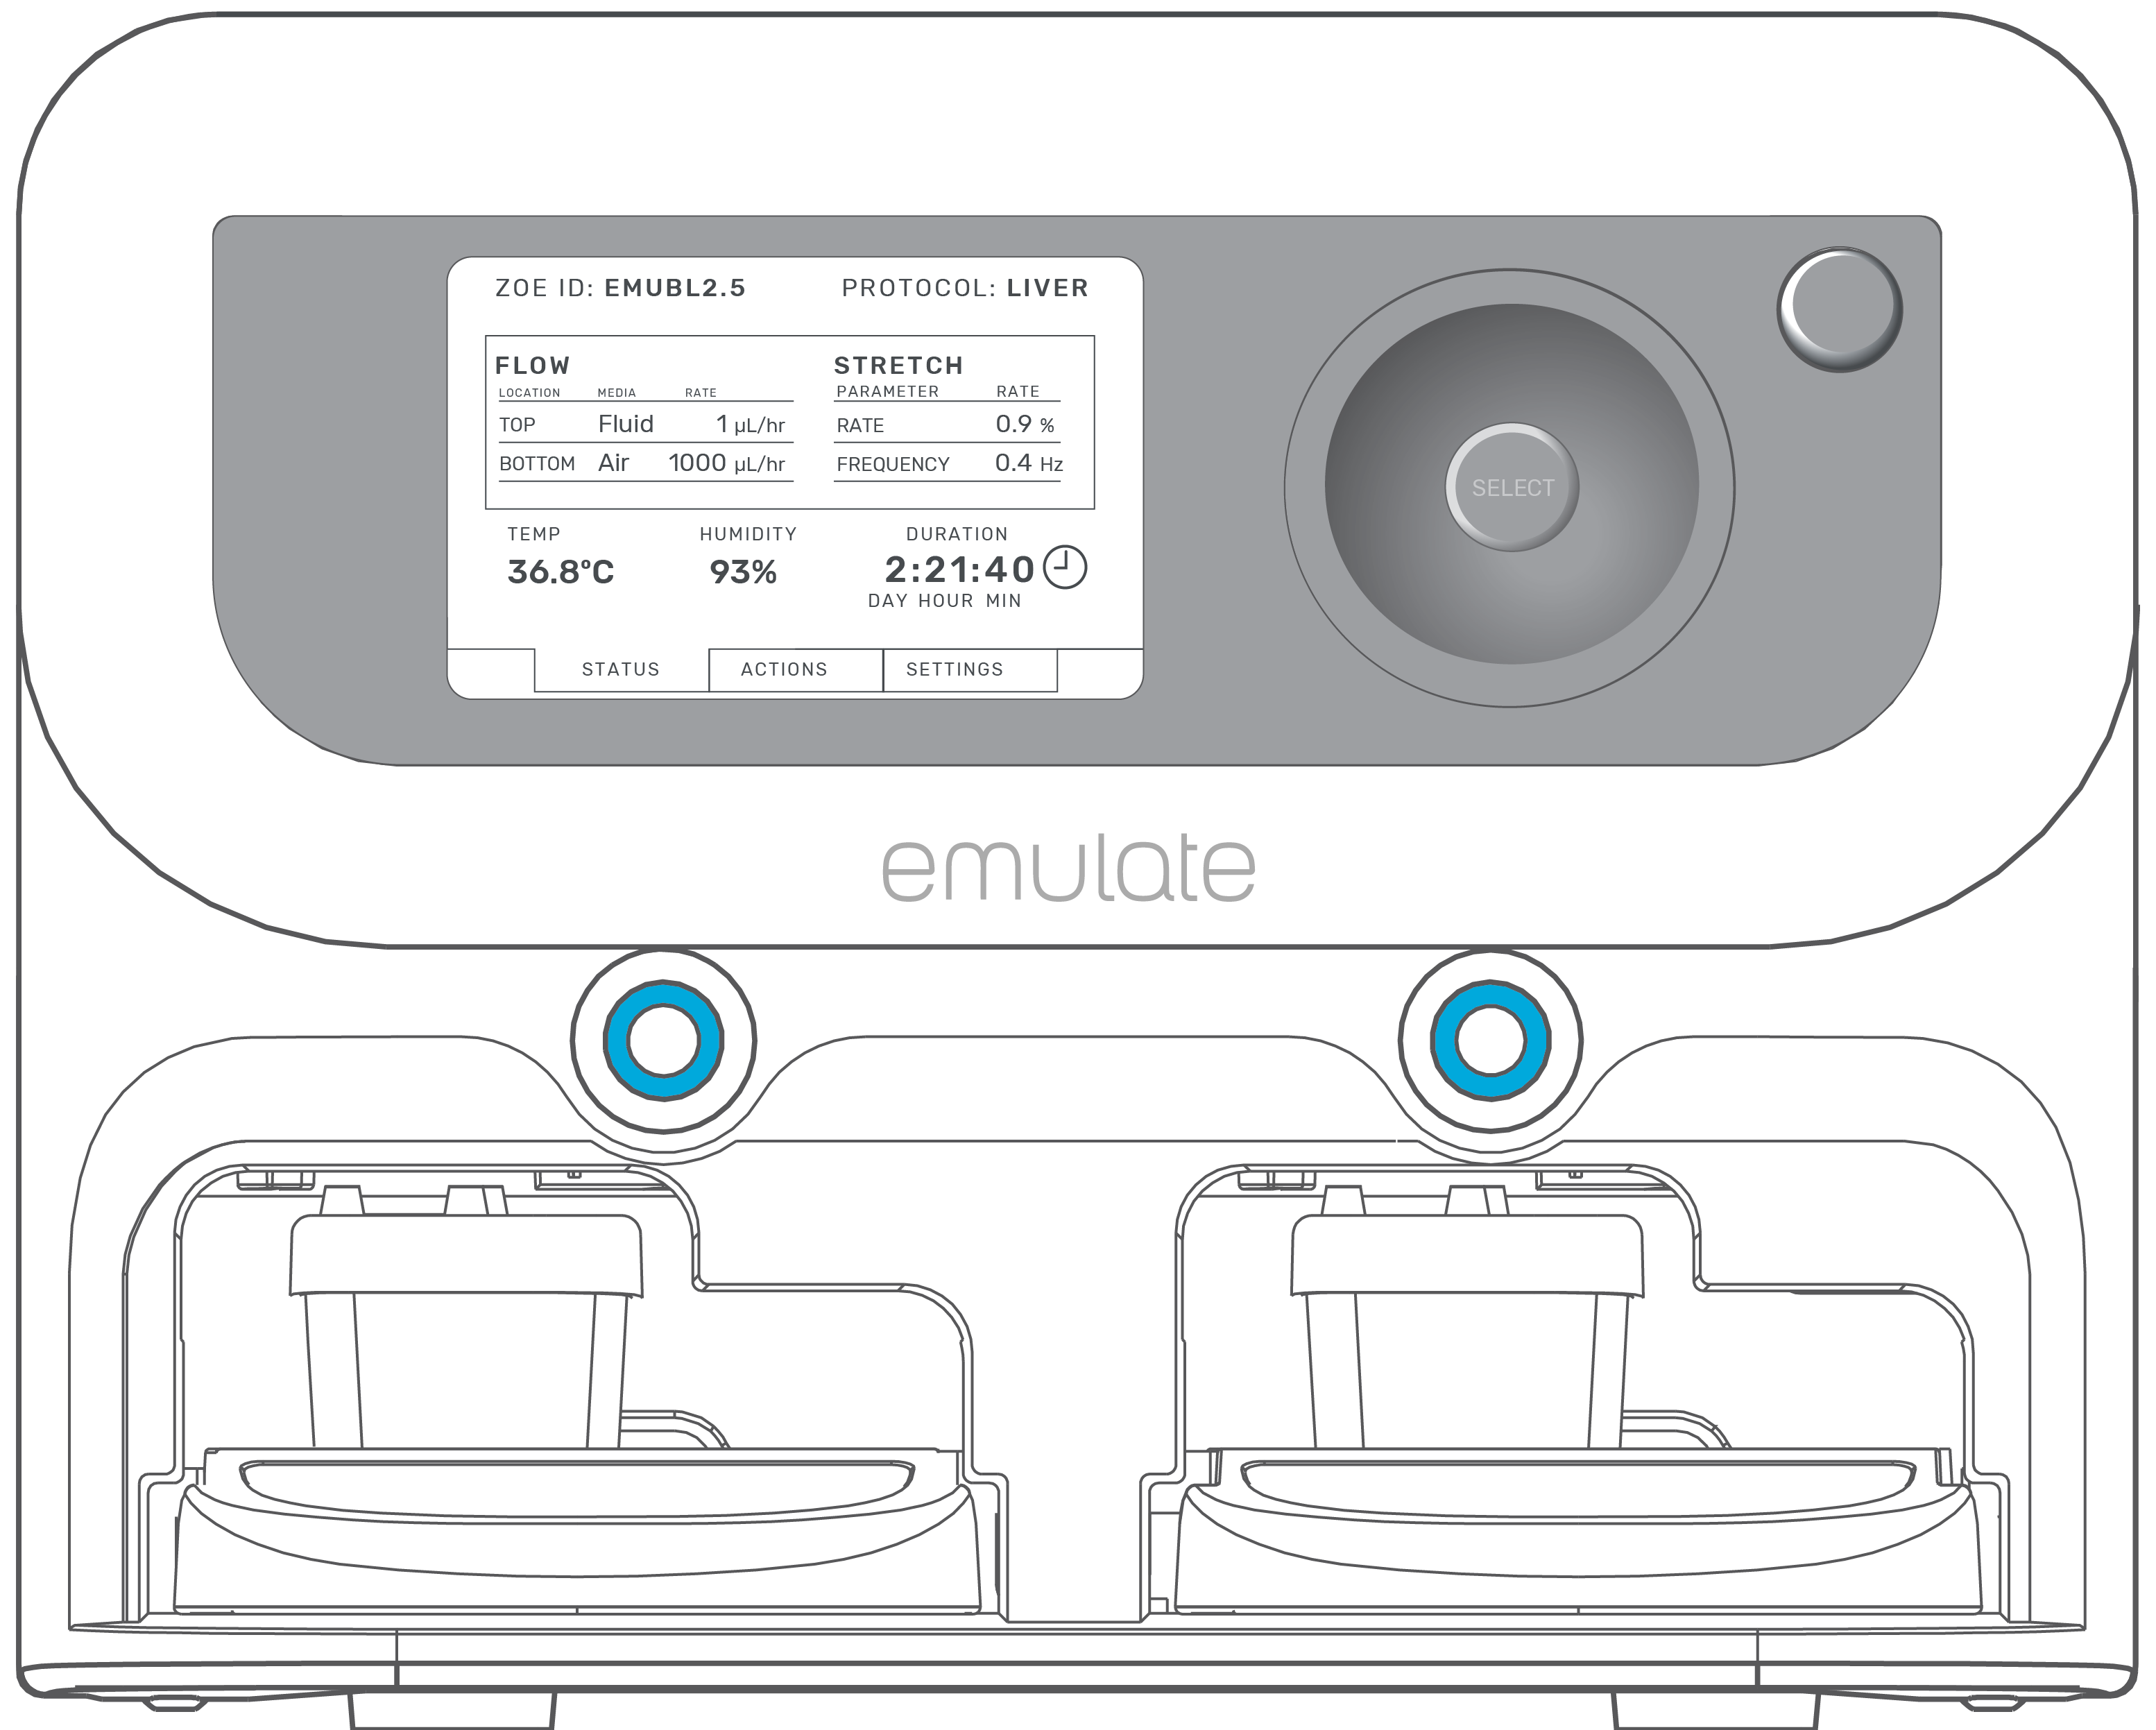 ZOE ID: EMUBL2.5 PROTOCOL: LIVER
FLOW STRETCH
LOCATION MEDIA RATE PARAMETER RATE
TOP Fluid 1 µL/hr RATE 0.9 %
BOTTOM Air 1000 µL/hr FREQUENCY 0.4 Hz
TEMP HUMIDITY DURATION
36.8°C 93% 2:21:40
DAY HOUR MIN
STATUS ACTIONS SETTINGS
SELECT
emulate